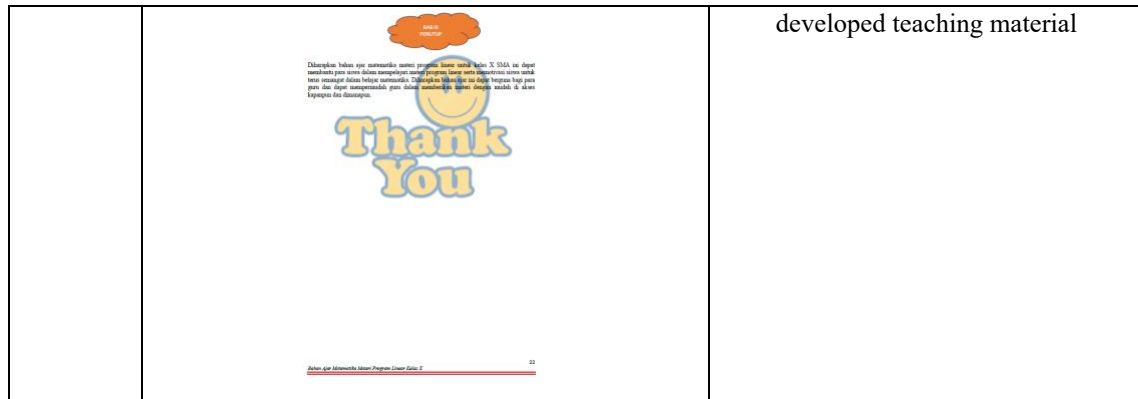 BAB III
PENUTUP
developed teaching material
Diharapkan bahan ajar matematika materi program linear untuk kelas X SMA ini dapat
membantu para siswa dalam mempelajari materi program linear serta memotivasi siswa untuk
terus semangat dalam belajar matematika. Diharapkan bahan ajar ini dapat berguna bagi para
guru dan dapat mempermudah guru dalam memberikan materi dengan mudah di akses
kapanpun dan dimanapun.
Thank
You
22
Bahan Ajar Matematika Materi Program Linear Kelas X